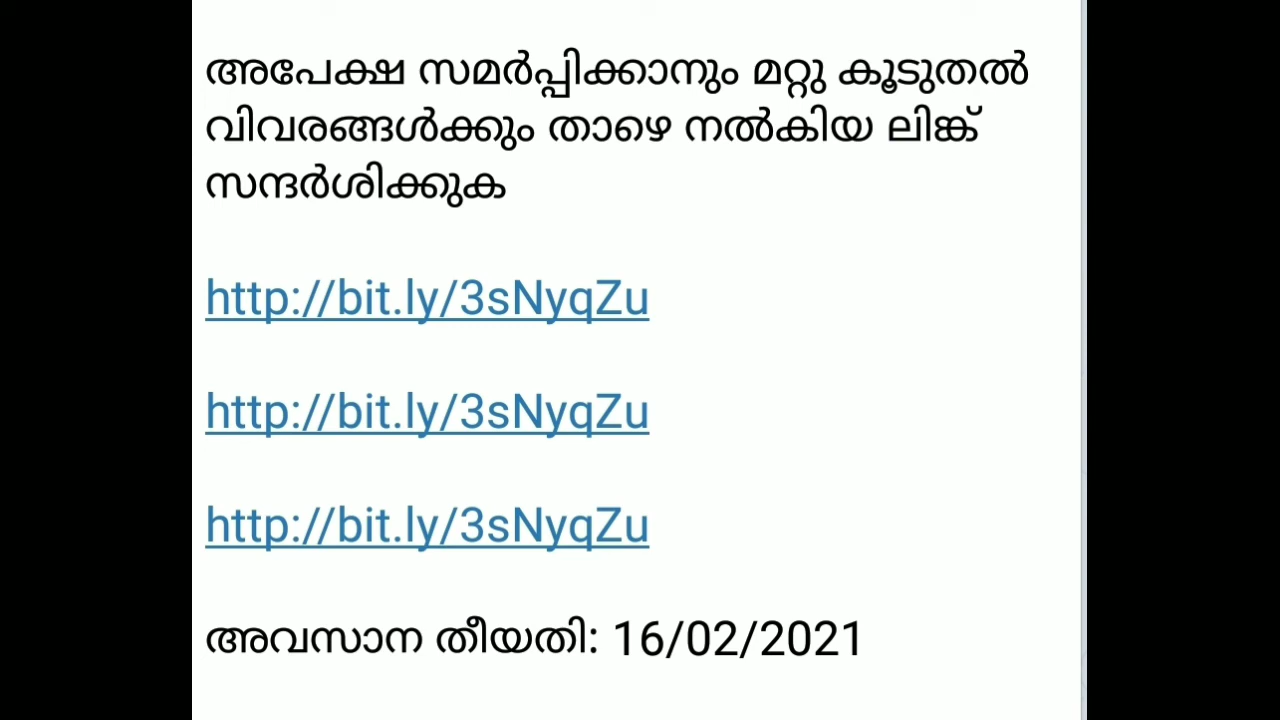 അപേക്ഷ സമർപ്പിക്കാനും മറ്റു കൂടുതൽ
വിവരങ്ങൾക്കും താഴെ നൽകിയ ലിങ്ക്
സന്ദർശിക്കുക
http://bit.ly/3sNyqZu
http://bit.ly/3sNyqZu
http://bit.ly/3sNyqZu
അവസാന തീയതി: 16/02/2021